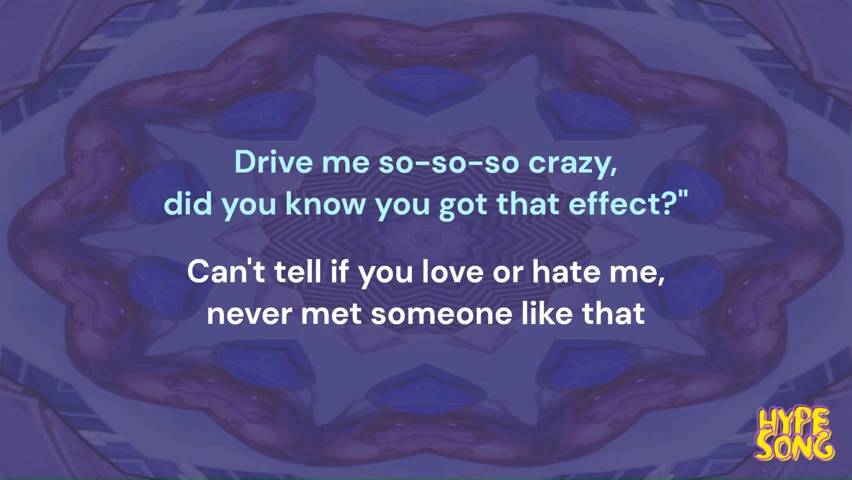 Drive me so-so-so crazy,
did you know you got that effect?"
Can't tell if you love or hate me,
never met someone like that
HYPE
SONG